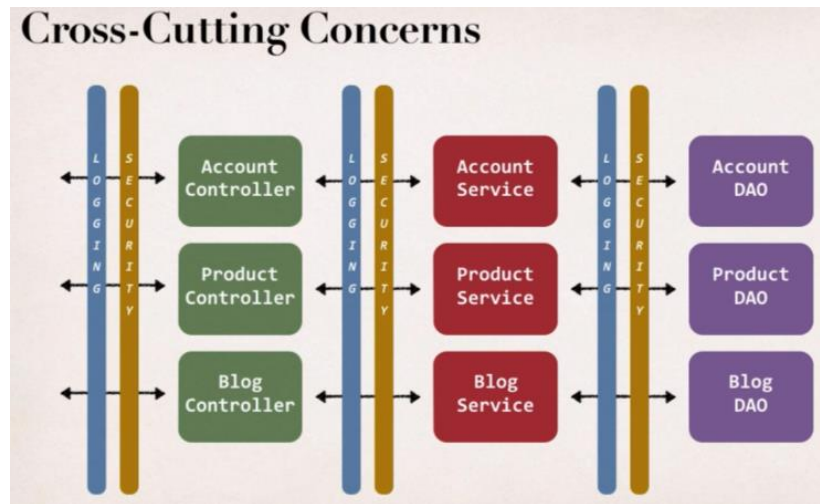 Cross-Cutting Concerns
LOGGING
SECURITY
Account
Controller
LOGGING
SECURITY
Account
Service
LOGGING
SECURITY
Account
DAO
Product
Controller
Product
Service
Product
DAO
Blog
Controller
Blog
Service
Blog
DAO